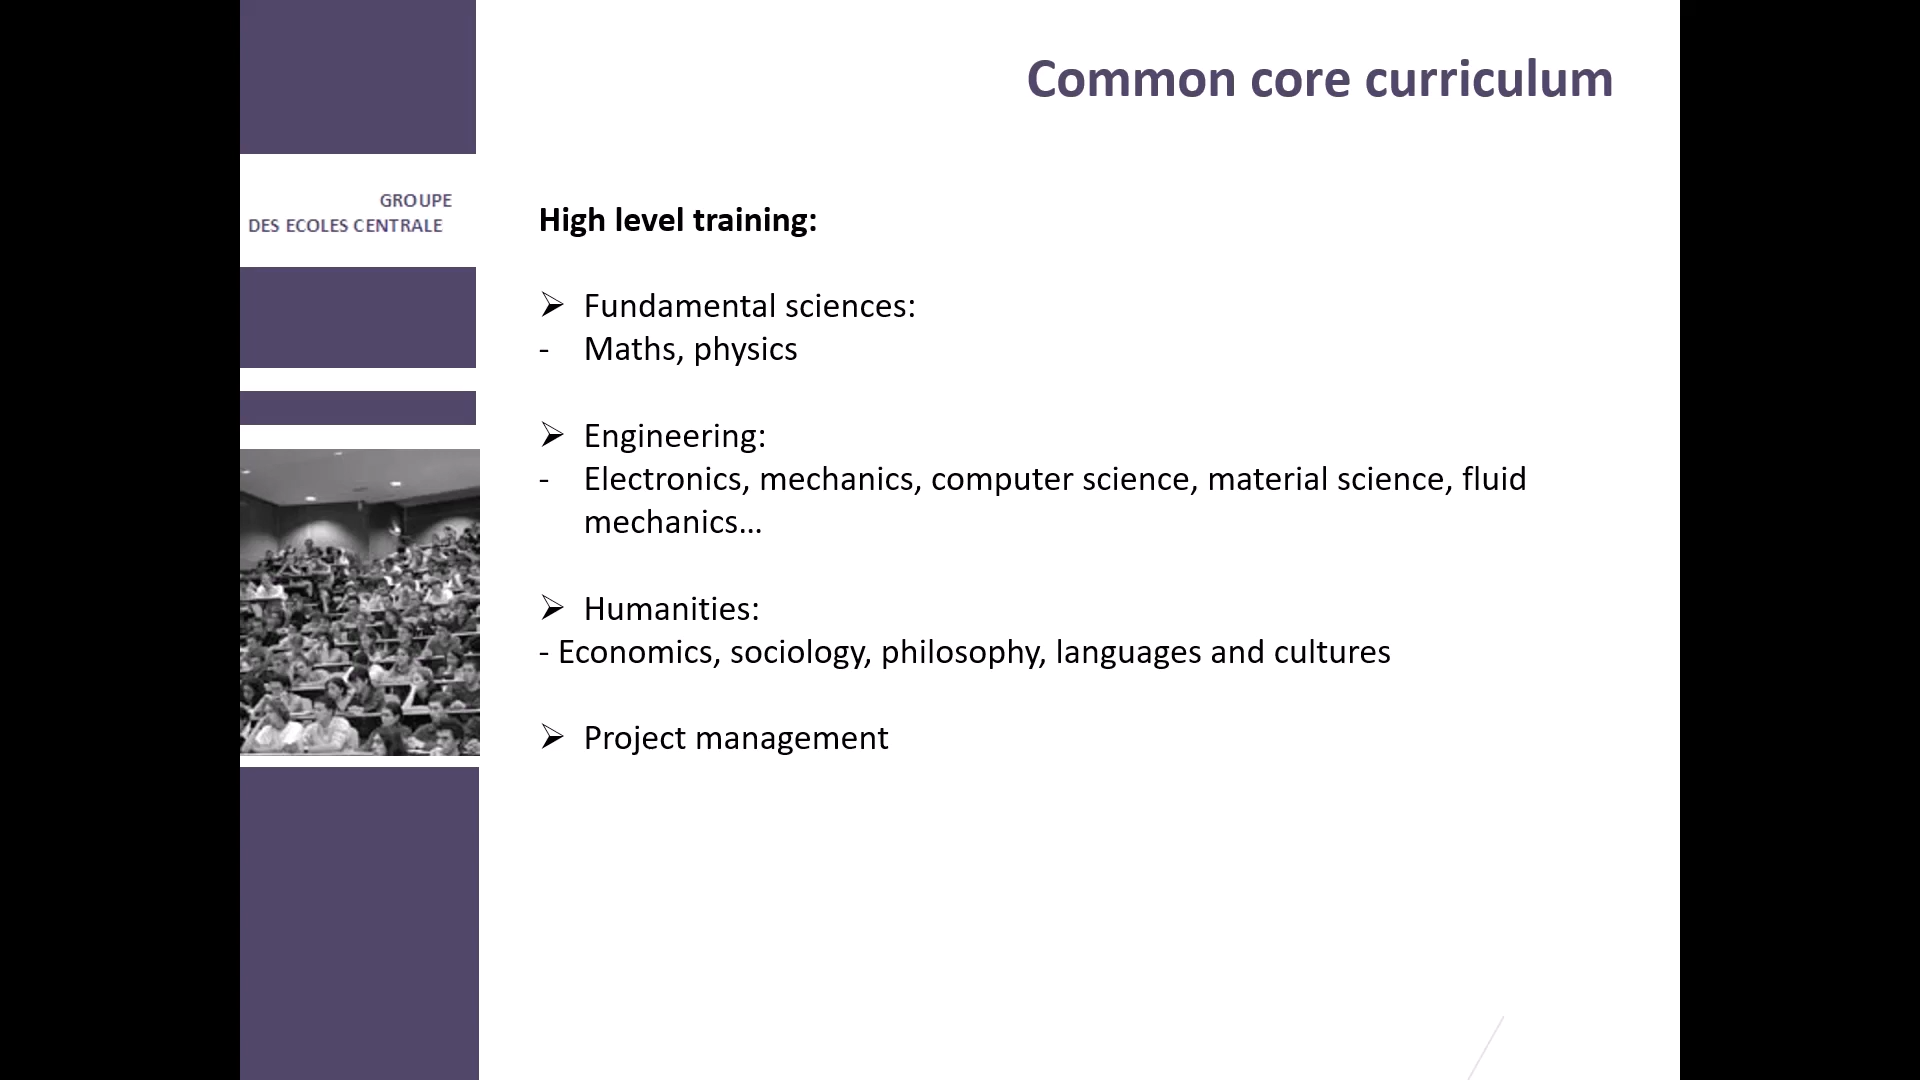 Common core curriculum
GROUPE
DES ECOLES CENTRALE
High level training:
➢ Fundamental sciences:
- Maths, physics
➢ Engineering:
- Electronics, mechanics, computer science, material science, fluid
mechanics…
➢ Humanities:
- Economics, sociology, philosophy, languages and cultures
➢ Project management